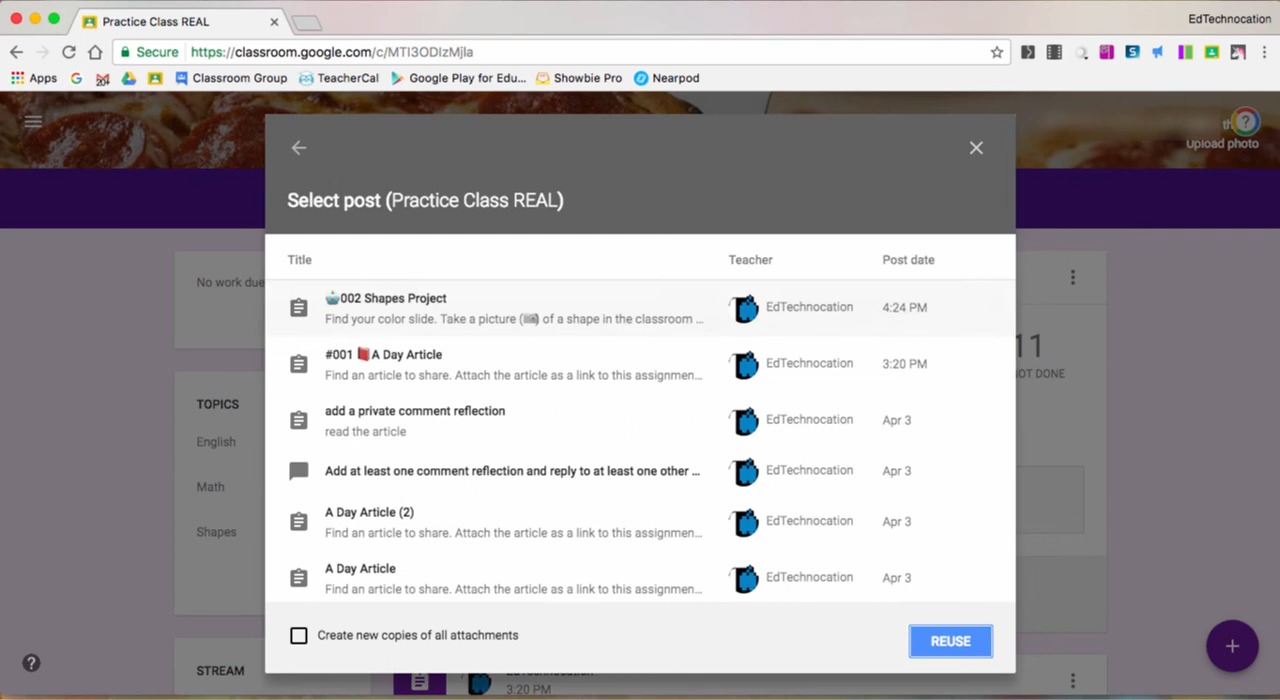 Practice Class REAL
EdTechnocation
Secure https://classroom.google.com/c/MTI3ODIzMjla
Apps Classroom Group TeacherCal Google Play for Edu... Showbie Pro Nearpod
Upload photo
Select post (Practice Class REAL)
Title Teacher Post date
No work due
002 Shapes Project
Find your color slide. Take a picture ( ) of a shape in the classroom ...
EdTechnocation 4:24 PM
#001 A Day Article
Find an article to share. Attach the article as a link to this assignmen...
EdTechnocation 3:20 PM
11
NOT DONE
TOPICS
English
Math
Shapes
add a private comment reflection
read the article
EdTechnocation Apr 3
Add at least one comment reflection and reply to at least one other ...
EdTechnocation Apr 3
A Day Article (2)
Find an article to share. Attach the article as a link to this assignmen...
EdTechnocation Apr 3
A Day Article
Find an article to share. Attach the article as a link to this assignmen...
EdTechnocation Apr 3
Create new copies of all attachments
REUSE
STREAM
3:20 PM